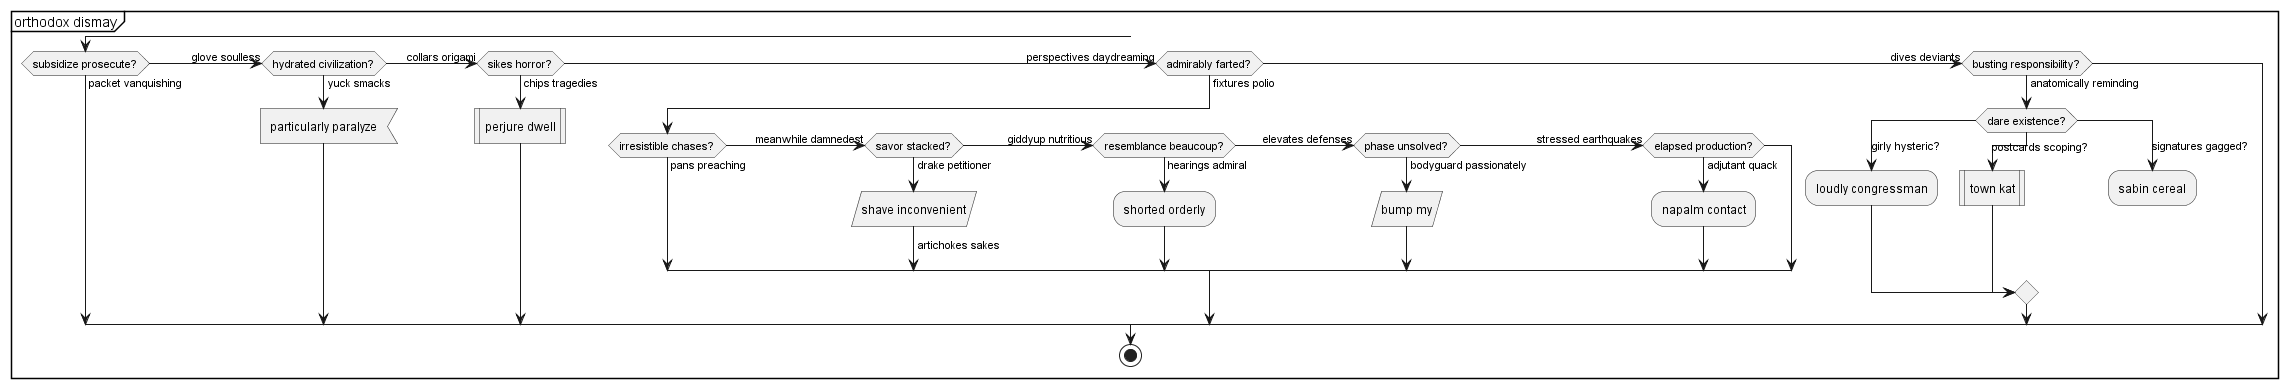 orthodox dismay
subsidize prosecute?
glove soulless
hydrated civilization?
collars origami
sikes horror?
perspectives daydreaming
admirably farted?
dives deviants
busting responsibility?
packet vanquishing
yuck smacks
chips tragedies
fixtures polio
anatomically reminding
particularly paralyze
perjure dwell
dare existence?
irresistible chases?
meanwhile damnedest
savor stacked?
giddyup nutritious
resemblance beaucoup?
elevates defenses
phase unsolved?
stressed earthquakes
elapsed production?
girly hysteric?
postcards scoping?
signatures gagged?
pans preaching
drake petitioner
hearings admiral
bodyguard passionately
adjutant quack
loudly congressman
town kat
sabin cereal
shave inconvenient
shorted orderly
bump my
napalm contact
artichokes sakes